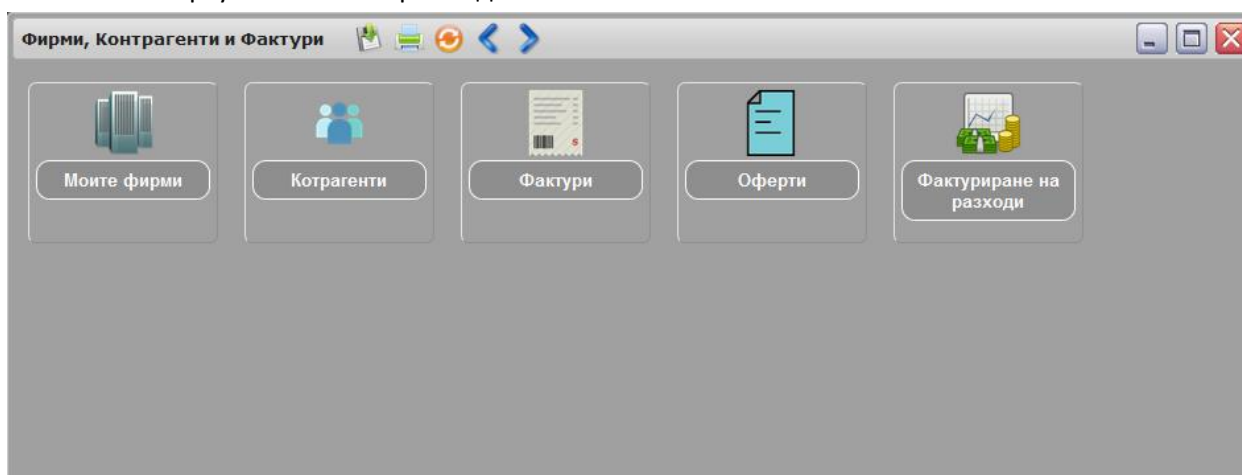 Фирми, Контрагенти и Фактури
Моите фирми
Котрагенти
Фактури
Оферти
Фактуриране на
разходи